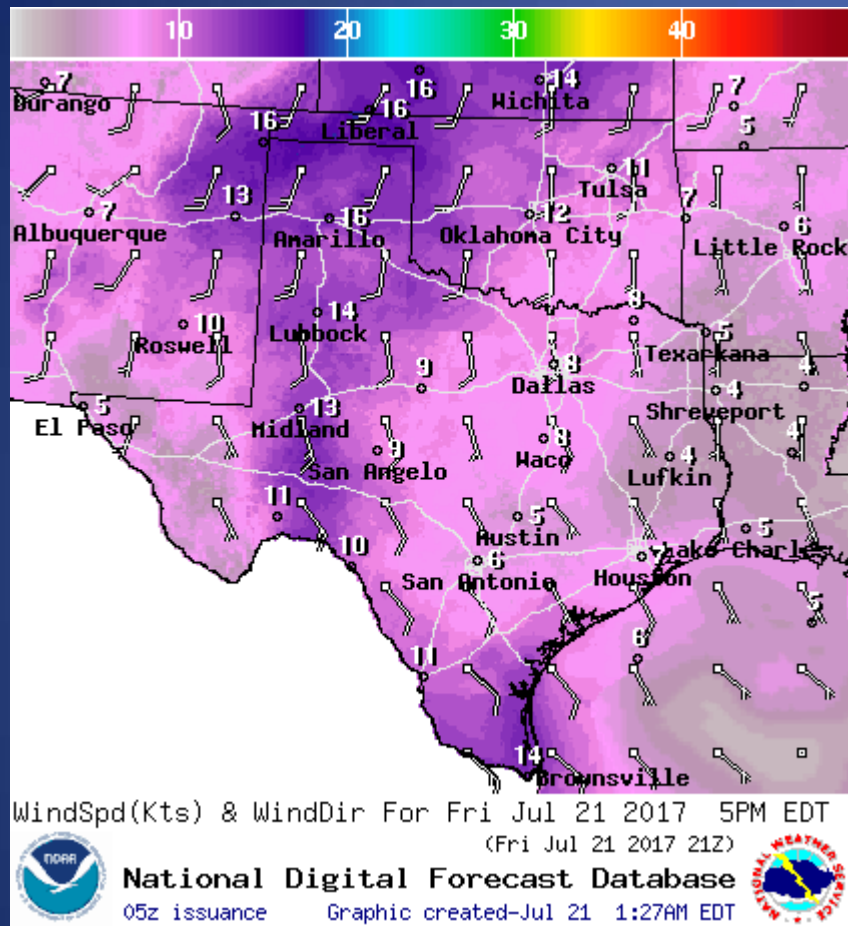 10 20 30 40
7 16 16 14 7
Durango Liberal Wichita
16 5
13 11
Tulsa
7 16 12 7 6
Albuquerque Amarillo Oklahoma City Little Rock
10 14
Roswell Lubbock 5
Texarkana
9 8 4
Dallas
5 13 Shreveport 4
El Paso Midland
9 8 4 4
San Angelo Waco Lufkin
11 5 5
Austin Lake Charles
10 6
San Antonio Houston
5
11
14
Brownsville
WindSpd(Kts) & WindDir For Fri Jul 21 2017 5PM EDT
(Fri Jul 21 2017 21Z)
NOAA
National Digital Forecast Database
05z issuance Graphic created-Jul 21 1:27AM EDT
NATIONAL WEATHER SERVICE